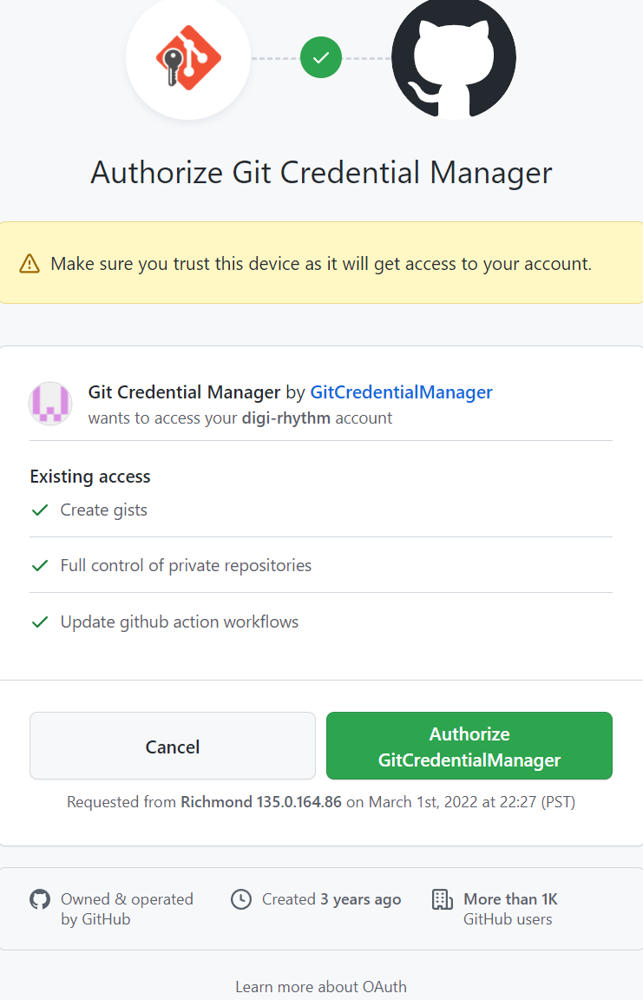 Authorize Git Credential Manager
Make sure you trust this device as it will get access to your account.
Git Credential Manager by GitCredentialManager
wants to access your digi-rhythm account
Existing access
Create gists
Full control of private repositories
Update github action workflows
Cancel
Authorize
GitCredentialManager
Requested from Richmond 135.0.164.86 on March 1st, 2022 at 22:27 (PST)
Owned & operated
by GitHub
Created 3 years ago
More than 1K
GitHub users
Learn more about OAuth